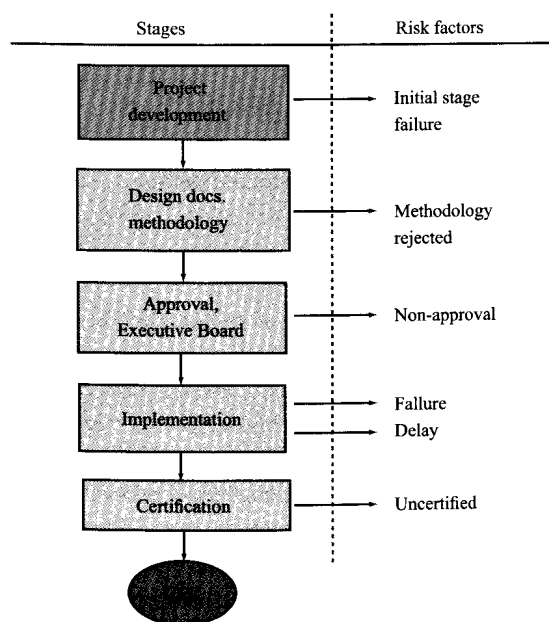 Stages
Risk factors
Project
development
Initial stage
failure
Design docs.
methodology
Methodology
rejected
Approval,
Executive Board
Non-approval
Implementation
Failure
Delay
Certification
Uncertified